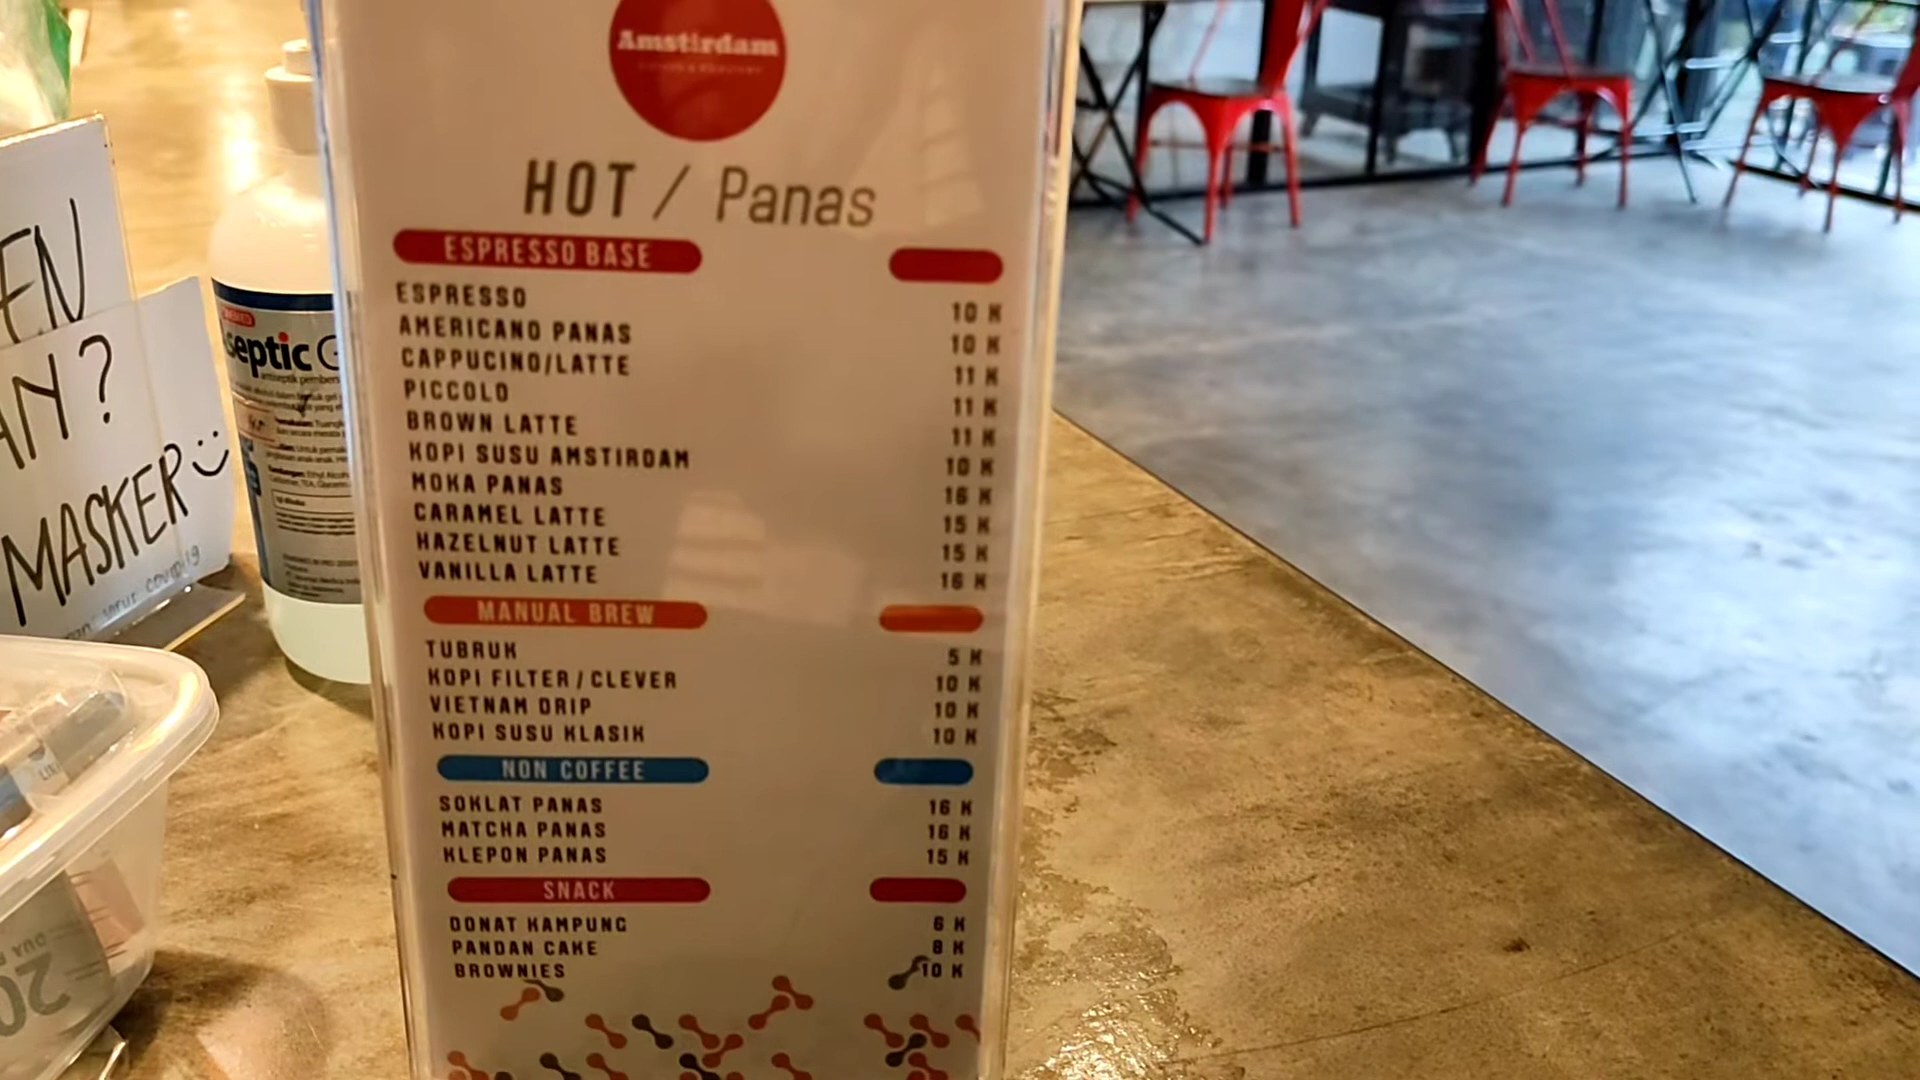 Amstirdam
HOT / Panas
ESPRESSO BASE
ESPRESSO 10 K
AMERICANO PANAS 10 K
CAPPUCINO/LATTE 11 K
PICCOLO 11 K
BROWN LATTE 11 K
KOPI SUSU AMSTIRDAM 10 K
MOKA PANAS 16 K
CARAMEL LATTE 15 K
HAZELNUT LATTE 15 K
VANILLA LATTE 16 K
MANUAL BREW
TUBRUK 5 K
KOPI FILTER/CLEVER 10 K
VIETNAM DRIP 10 K
KOPI SUSU KLASIK 10 K
NON COFFEE
SOKLAT PANAS 16 K
MATCHA PANAS 16 K
KLEPON PANAS 15 K
SNACK
DONAT KAMPUNG 6 K
PANDAN CAKE 8 K
BROWNIES 10 K
EN
AN?
MASKER
septic G
antiseptik
20
DUA